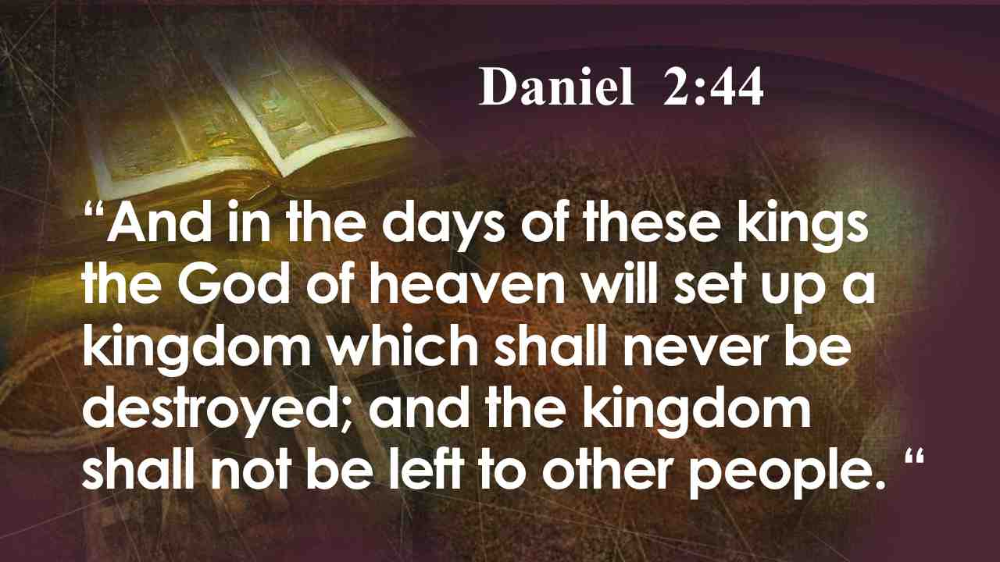 Daniel 2:44
“And in the days of these kings
the God of heaven will set up a
kingdom which shall never be
destroyed; and the kingdom
shall not be left to other people. “